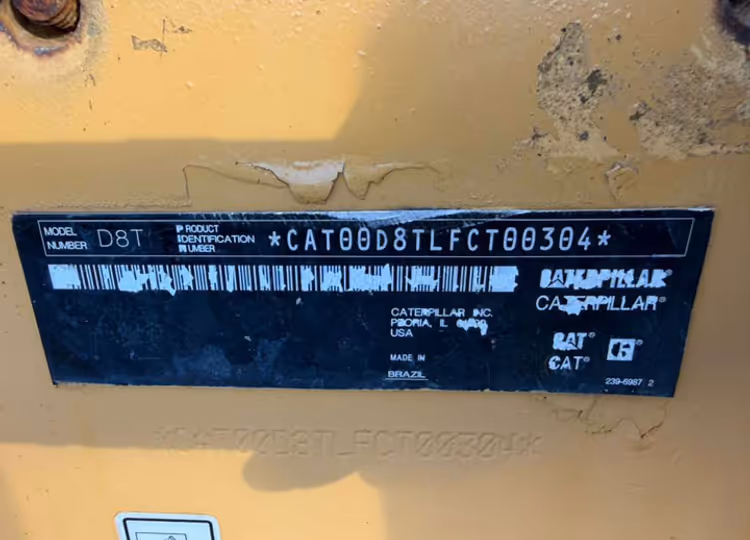 MODEL NUMBER D8T PRODUCT IDENTIFICATION NUMBER *CAT00D8TLFCT00304*
CATERPILLAR
CATERPILLAR®
CATERPILLAR INC.
PEORIA, IL
USA
CAT®
CAT®
MADE IN
BRAZIL
239-6987 2
*CAT00D8TLFCT00304*